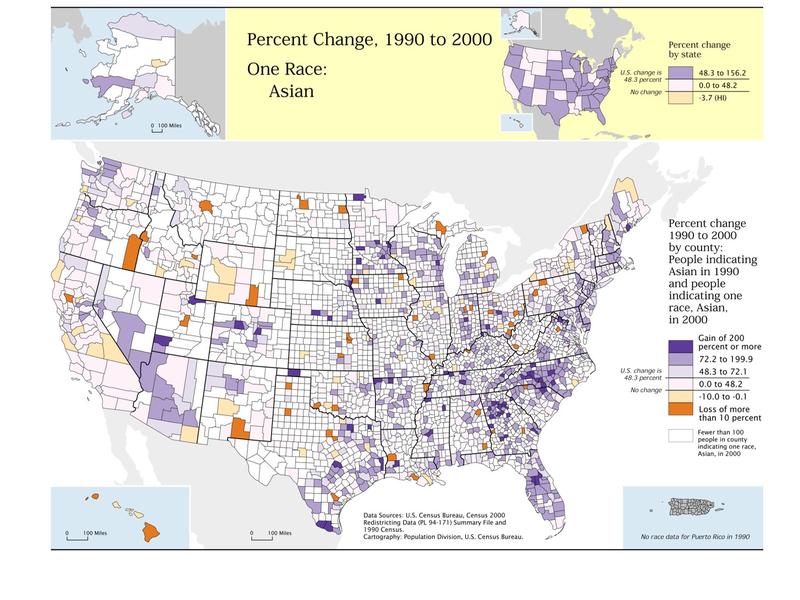 Percent Change, 1990 to 2000
One Race:
Asian
0 100 Miles
Percent change
by state
U.S. change is
48.3 percent
No change
48.3 to 156.2
0.0 to 48.2
-3.7 (HI)
Percent change
1990 to 2000
by county:
People indicating
Asian in 1990
and people
indicating one
race, Asian,
in 2000
Gain of 200
percent or more
72.2 to 199.9
48.3 to 72.1
0.0 to 48.2
-10.0 to -0.1
Loss of more
than 10 percent
U.S. change is
48.3 percent
No change
Fewer than 100
people in county
indicating one race,
Asian, in 2000
0 100 Miles
0 100 Miles
Data Sources: U.S. Census Bureau, Census 2000
Redistricting Data (PL 94-171) Summary File and
1990 Census.
Cartography: Population Division, U.S. Census Bureau.
No race data for Puerto Rico in 1990